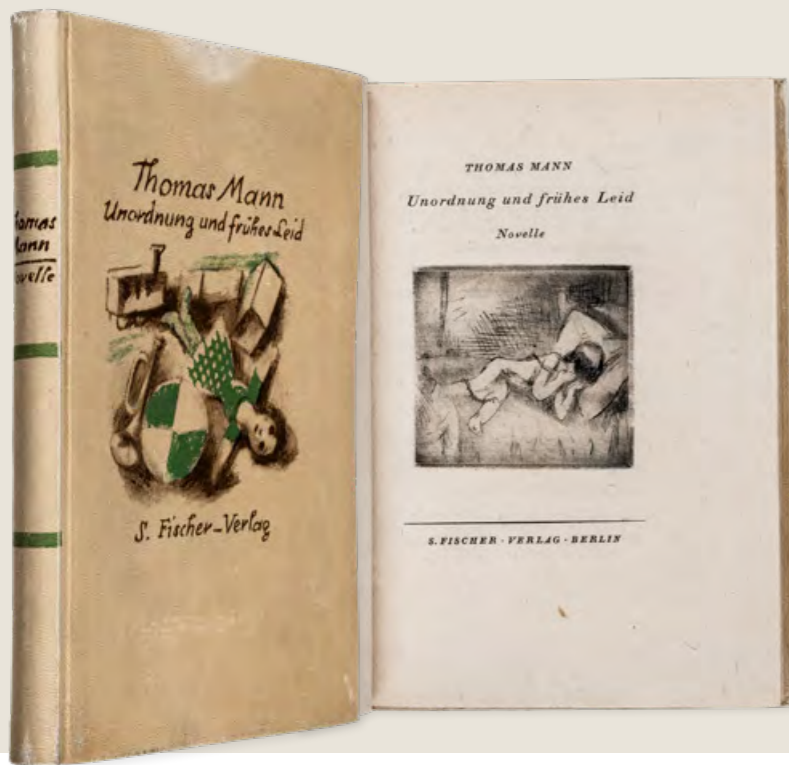 Thomas
Mann
Novelle
Thomas Mann
Unordnung und frühes Leid
S. Fischer-Verlag
THOMAS MANN
Unordnung und frühes Leid
Novelle
S. FISCHER · VERLAG · BERLIN